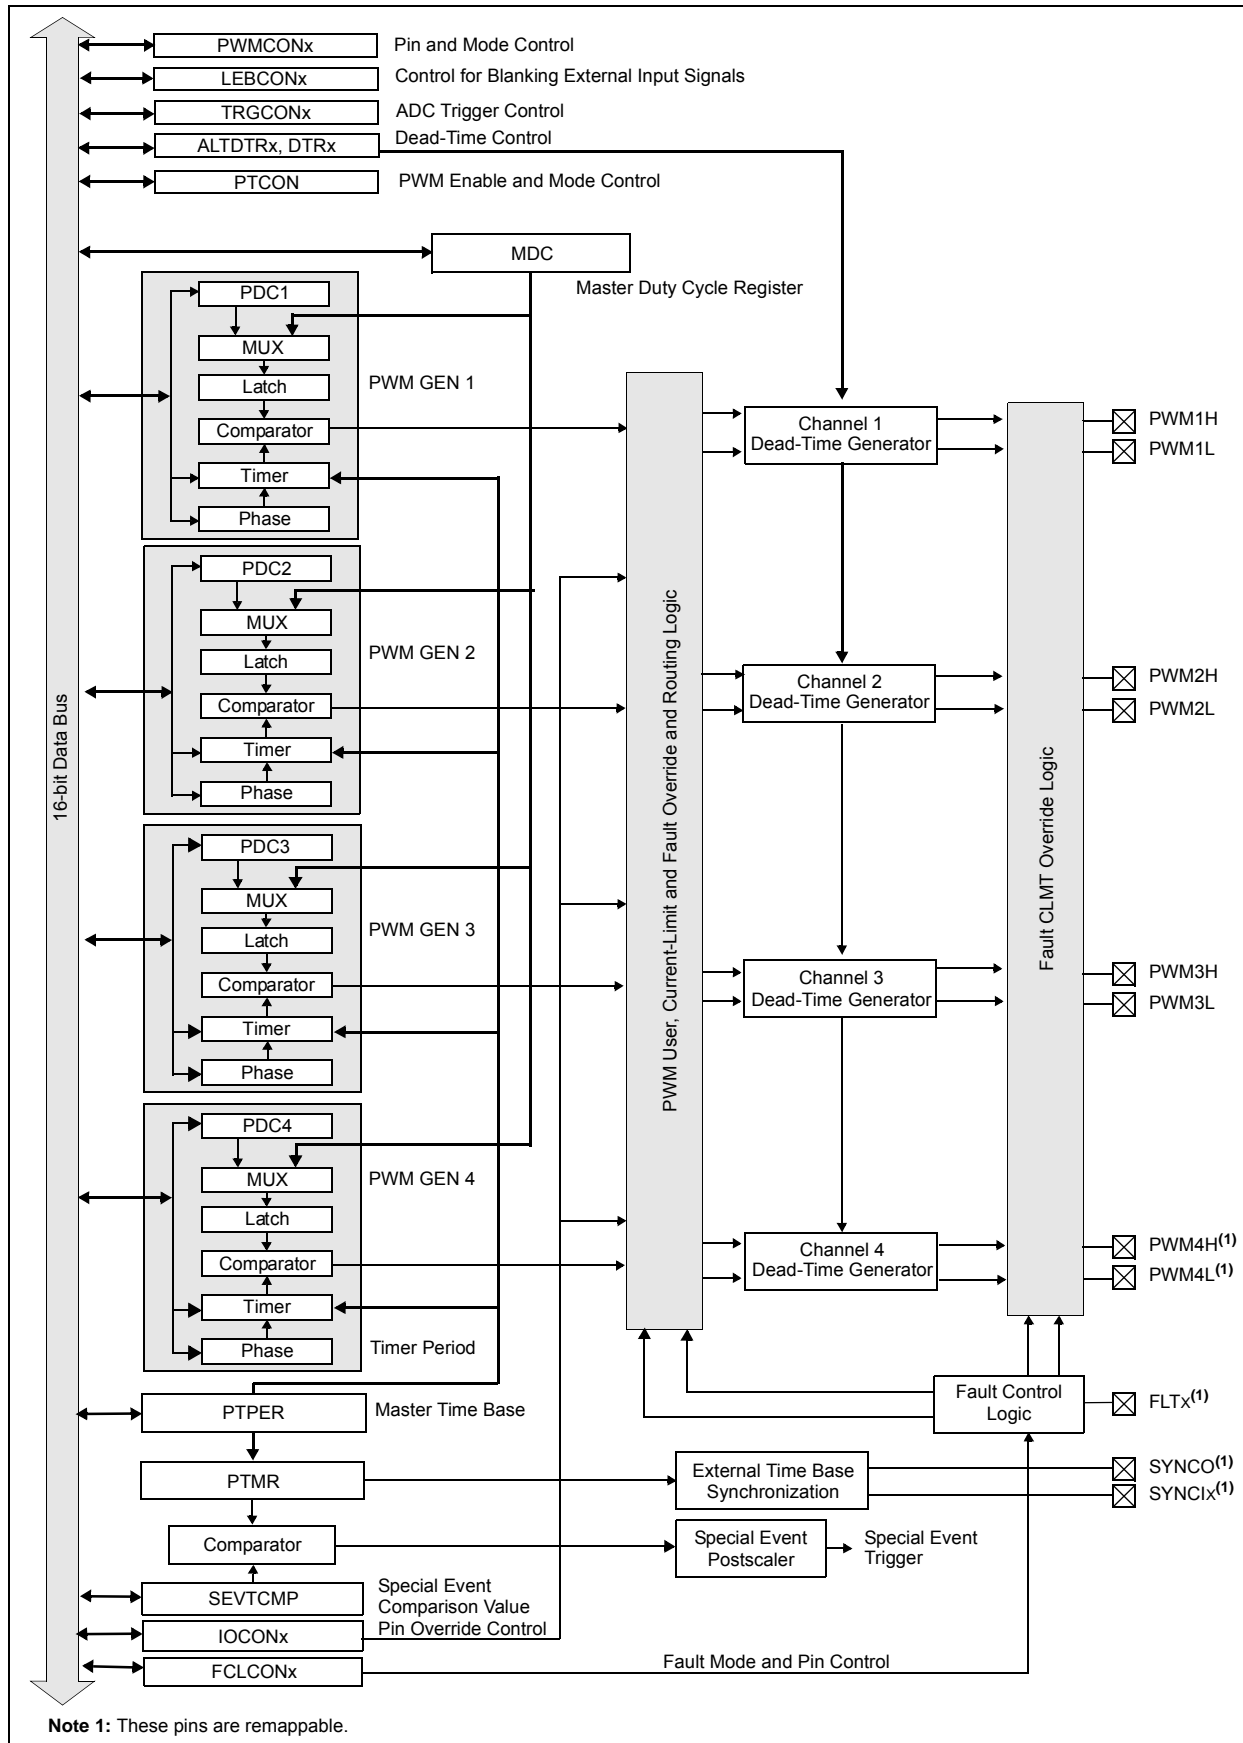 PWMCONx
Pin and Mode Control
LEBCONx
Control for Blanking External Input Signals
TRGCONx
ADC Trigger Control
ALTDTRx, DTRx
Dead-Time Control
PTCON
PWM Enable and Mode Control
MDC
Master Duty Cycle Register
16-bit Data Bus
PDC1
MUX
Latch
Comparator
Timer
Phase
PWM GEN 1
PDC2
MUX
Latch
Comparator
Timer
Phase
PWM GEN 2
PDC3
MUX
Latch
Comparator
Timer
Phase
PWM GEN 3
PDC4
MUX
Latch
Comparator
Timer
Phase
PWM GEN 4
Timer Period
PWM User, Current-Limit and Fault Override and Routing Logic
Channel 1
Dead-Time Generator
Channel 2
Dead-Time Generator
Channel 3
Dead-Time Generator
Channel 4
Dead-Time Generator
Fault CLMT Override Logic
PWM1H
PWM1L
PWM2H
PWM2L
PWM3H
PWM3L
PWM4H(1)
PWM4L(1)
PTPER
Master Time Base
Fault Control
Logic
FLTx(1)
PTMR
External Time Base
Synchronization
SYNCO(1)
SYNCIx(1)
Comparator
Special Event
Postscaler
Special Event
Trigger
SEVTCMP
Special Event
Comparison Value
IOCONx
Pin Override Control
FCLCONx
Fault Mode and Pin Control
Note 1: These pins are remappable.